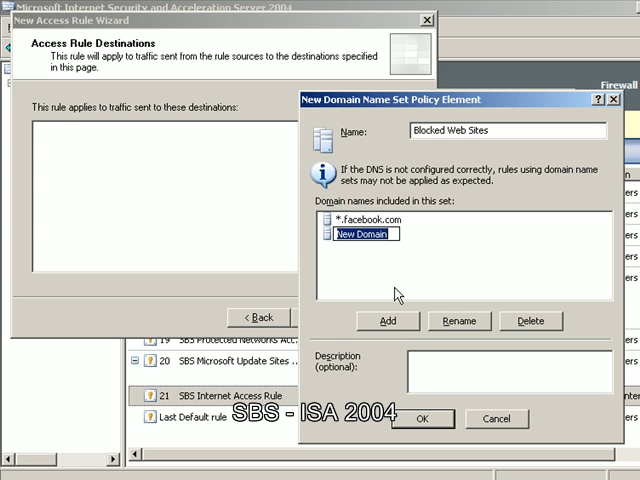 Microsoft Internet Security and Acceleration Server 2004
New Access Rule Wizard
Access Rule Destinations
This rule will apply to traffic sent from the rule sources to the destinations specified
in this page.
This rule applies to traffic sent to these destinations:
< Back
Firewall
New Domain Name Set Policy Element
Name:
Blocked Web Sites
If the DNS is not configured correctly, rules using domain name
sets may not be applied as expected.
Domain names included in this set:
*.facebook.com
New Domain
Add
Rename
Delete
Description
(optional):
OK
Cancel
19 SBS Protected Networks Acc...
20 SBS Microsoft Update Sites ...
21 SBS Internet Access Rule
Last Default rule
SBS - ISA 2004